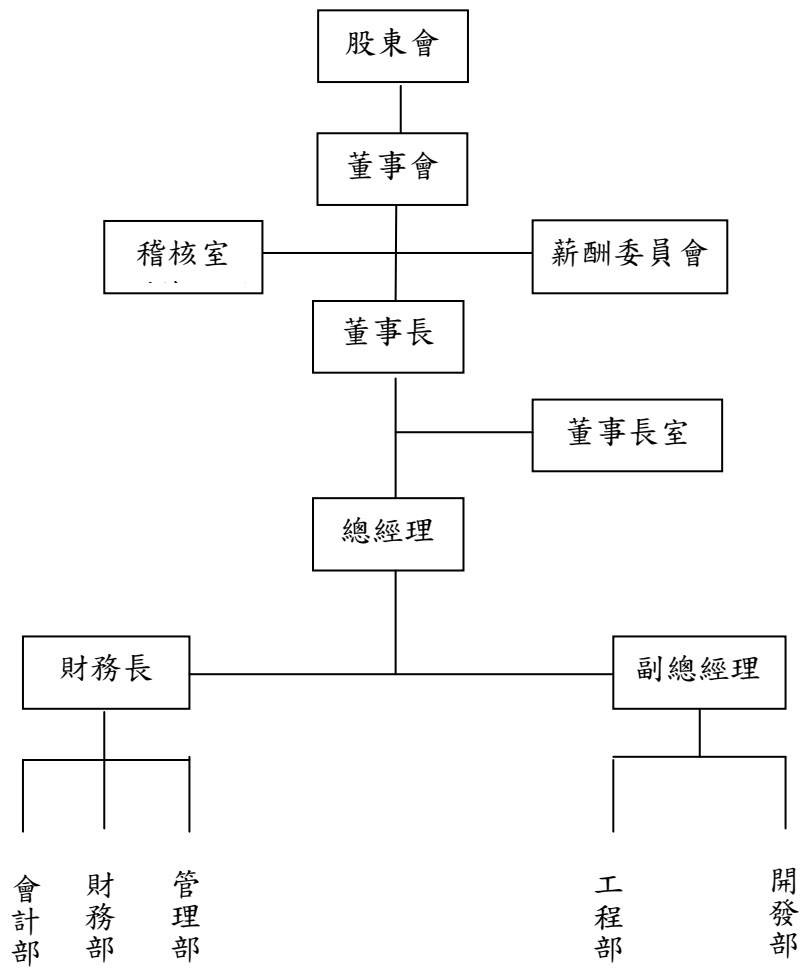 股東會
董事會
稽核室
薪酬委員會
董事長
董事長室
總經理
財務長
副總經理
會計部
財務部
管理部
工程部
開發部